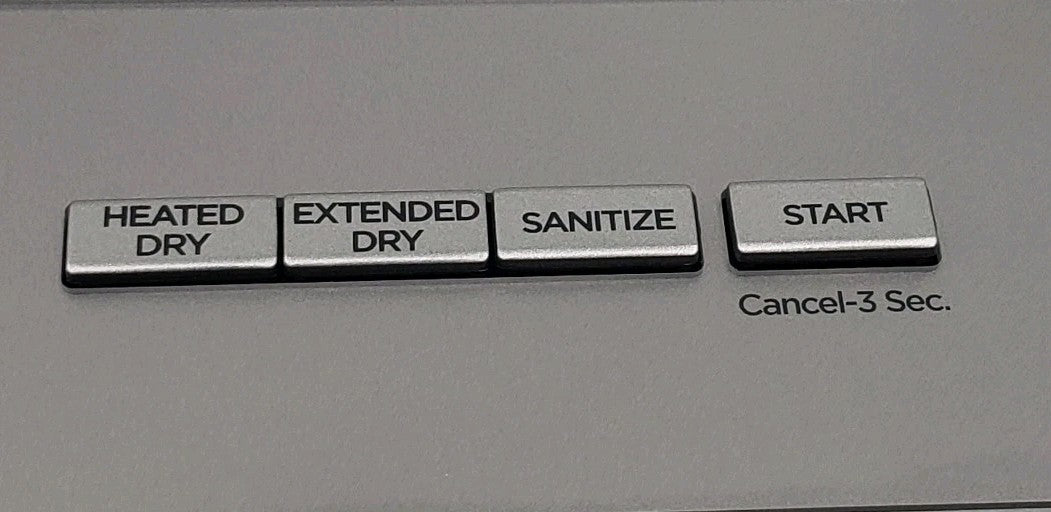 HEATED
DRY
EXTENDED
DRY
SANITIZE
START
Cancel-3 Sec.